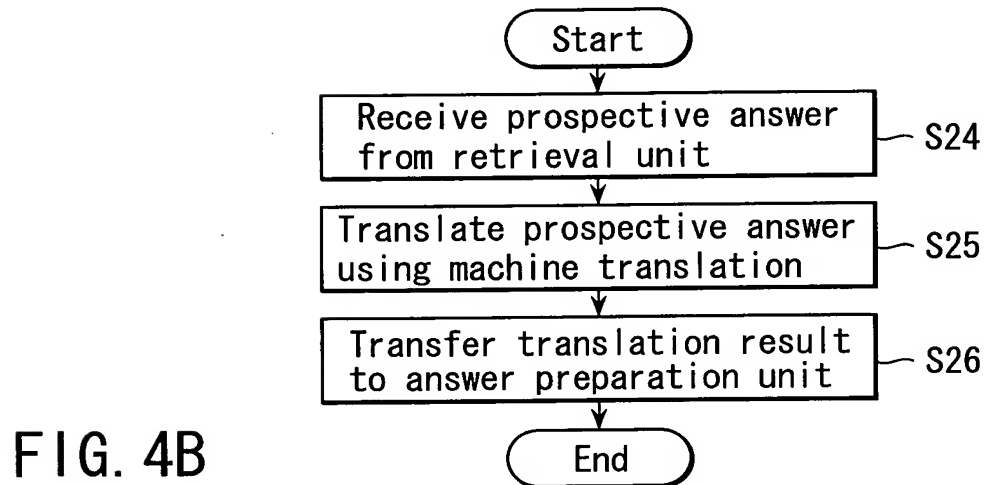 Start
Receive prospective answer
from retrieval unit
S24
Translate prospective answer
using machine translation
S25
Transfer translation result
to answer preparation unit
S26
End
FIG. 4B